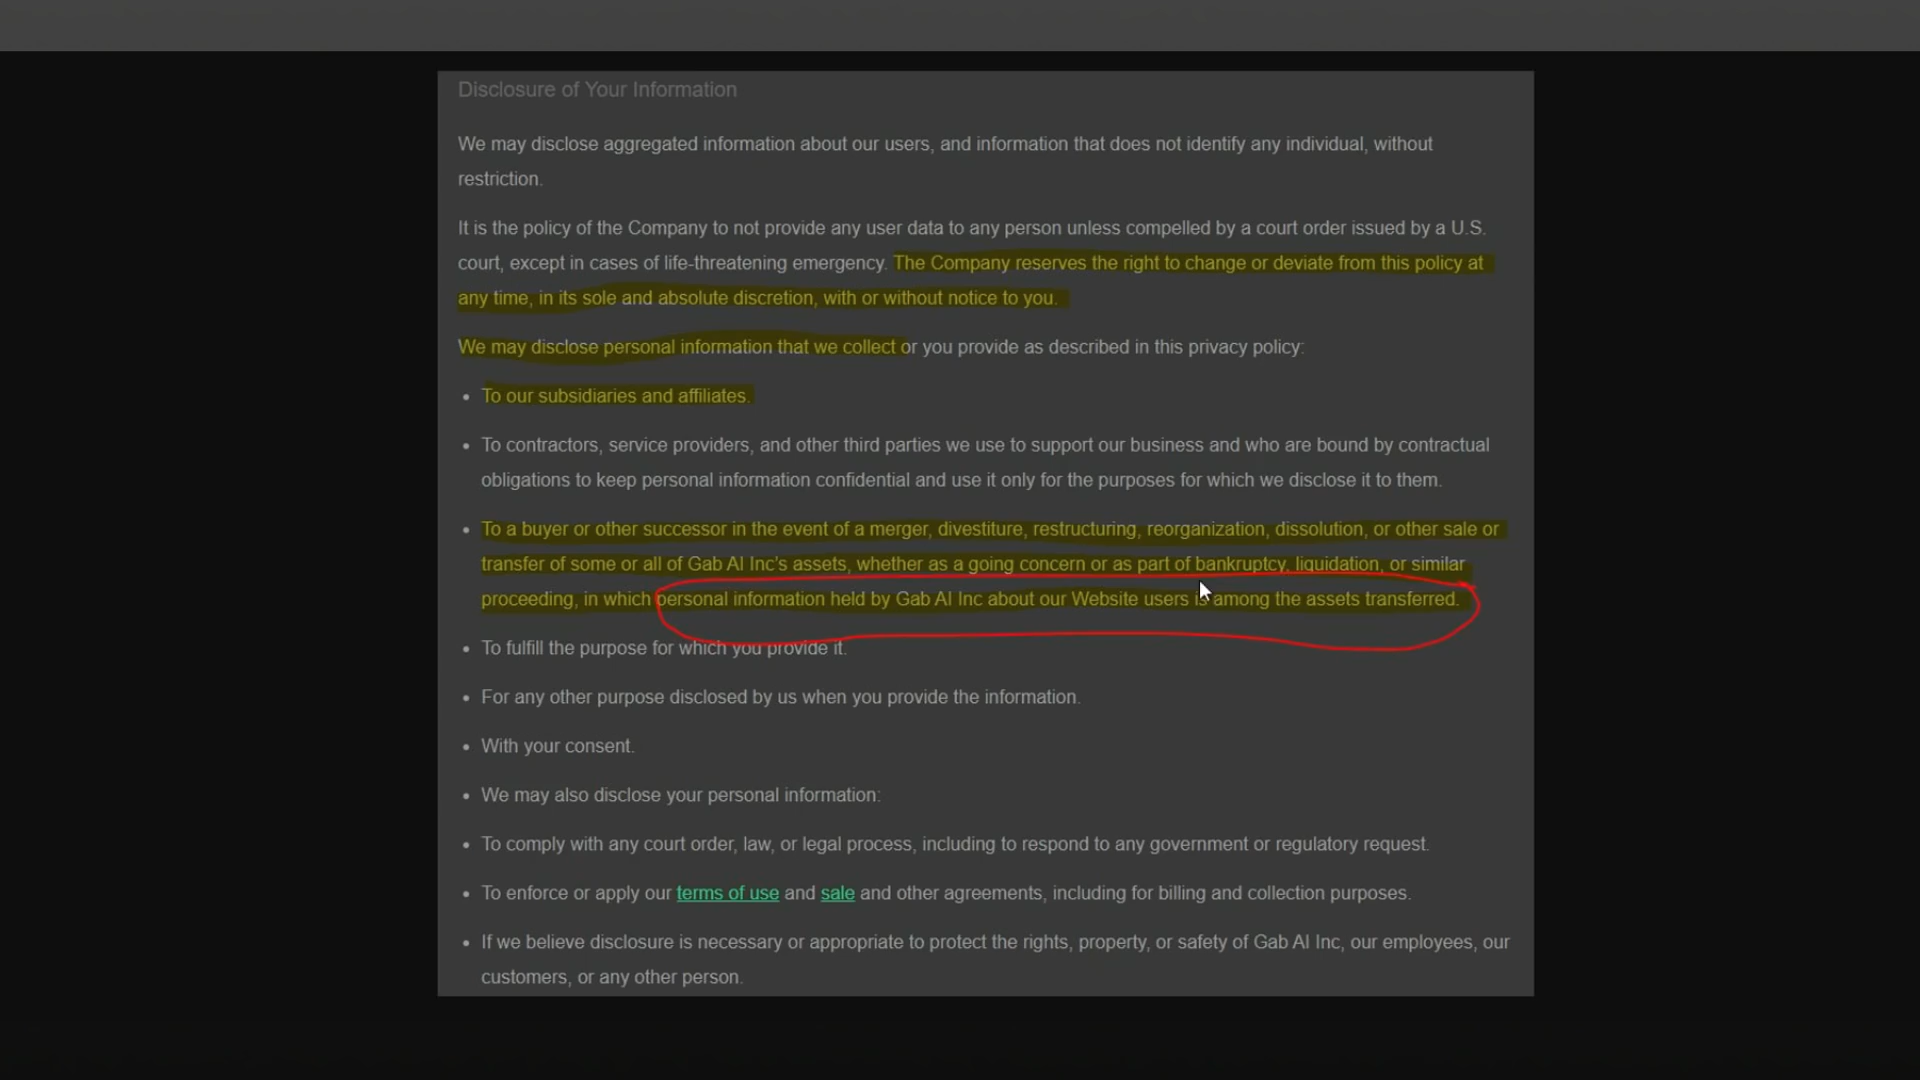 Disclosure of Your Information
We may disclose aggregated information about our users, and information that does not identify any individual, without
restriction.
It is the policy of the Company to not provide any user data to any person unless compelled by a court order issued by a U.S.
court, except in cases of life-threatening emergency. The Company reserves the right to change or deviate from this policy at
any time, in its sole and absolute discretion, with or without notice to you.
We may disclose personal information that we collect or you provide as described in this privacy policy:
• To our subsidiaries and affiliates.
• To contractors, service providers, and other third parties we use to support our business and who are bound by contractual
obligations to keep personal information confidential and use it only for the purposes for which we disclose it to them.
• To a buyer or other successor in the event of a merger, divestiture, restructuring, reorganization, dissolution, or other sale or
transfer of some or all of Gab AI Inc's assets, whether as a going concern or as part of bankruptcy, liquidation, or similar
proceeding, in which personal information held by Gab AI Inc about our Website users is among the assets transferred.
• To fulfill the purpose for which you provide it.
• For any other purpose disclosed by us when you provide the information.
• With your consent.
• We may also disclose your personal information:
• To comply with any court order, law, or legal process, including to respond to any government or regulatory request.
• To enforce or apply our terms of use and sale and other agreements, including for billing and collection purposes.
• If we believe disclosure is necessary or appropriate to protect the rights, property, or safety of Gab AI Inc, our employees, our
customers, or any other person.